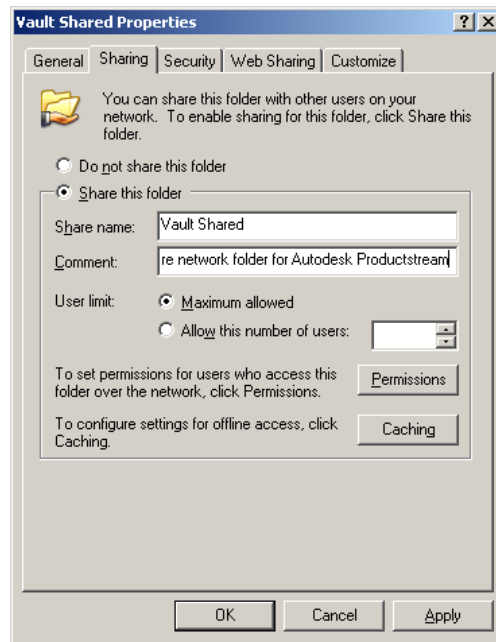 Vault Shared Properties
General Sharing Security Web Sharing Customize
You can share this folder with other users on your
network. To enable sharing for this folder, click Share this
folder.
Do not share this folder
Share this folder
Share name: Vault Shared
Comment: re network folder for Autodesk Productstream
User limit: Maximum allowed
Allow this number of users:
To set permissions for users who access this
folder over the network, click Permissions.
Permissions
To configure settings for offline access, click
Caching.
Caching
OK Cancel Apply